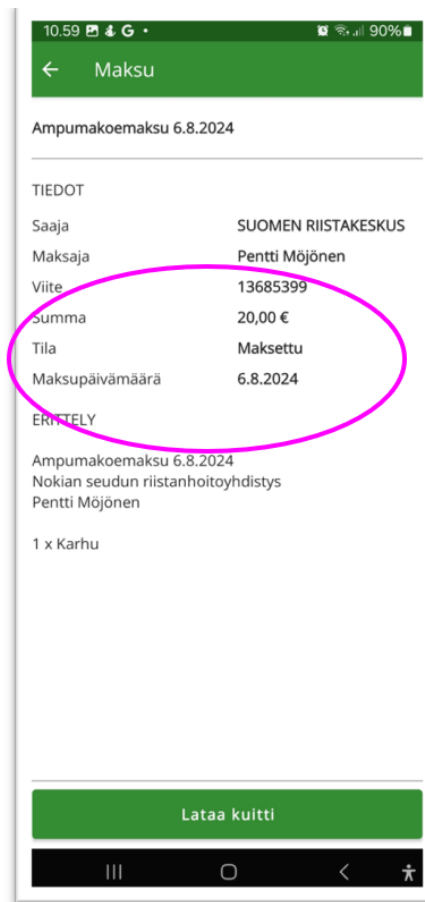 10.59 G • 90%
Maksu
Ampumakoemaksu 6.8.2024
TIEDOT
Saaja SUOMEN RIISTAKESKUS
Maksaja Pentti Möjönen
Viite 13685399
Summa 20,00 €
Tila Maksettu
Maksupäivämäärä 6.8.2024
ERITTELY
Ampumakoemaksu 6.8.2024
Nokian seudun riistanhoitoyhdistys
Pentti Möjönen
1 x Karhu
Lataa kuitti